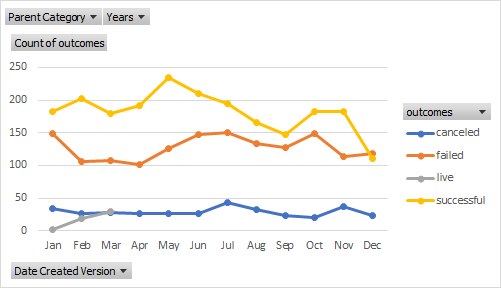 Parent Category Years
Count of outcomes
250
200
150
100
50
0
Jan Feb Mar Apr May Jun Jul Aug Sep Oct Nov Dec
outcomes
canceled
failed
live
successful
Date Created Version